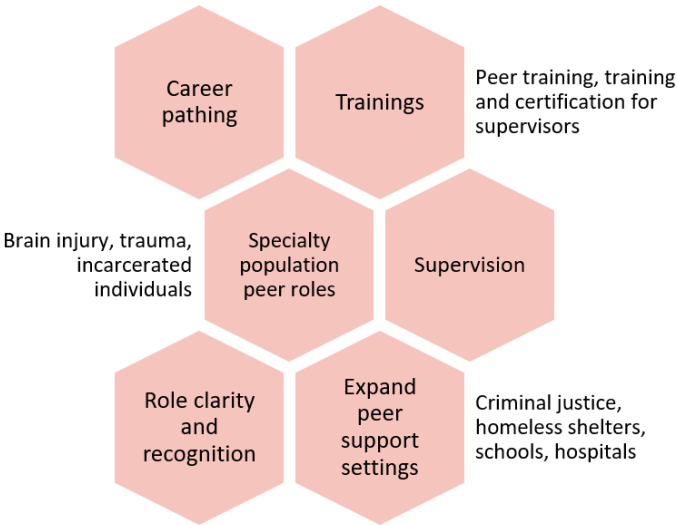 Career
pathing
Trainings
Peer training, training
and certification for
supervisors
Brain injury, trauma,
incarcerated
individuals
Specialty
population
peer roles
Supervision
Role clarity
and
recognition
Expand
peer
support
settings
Criminal justice,
homeless shelters,
schools, hospitals